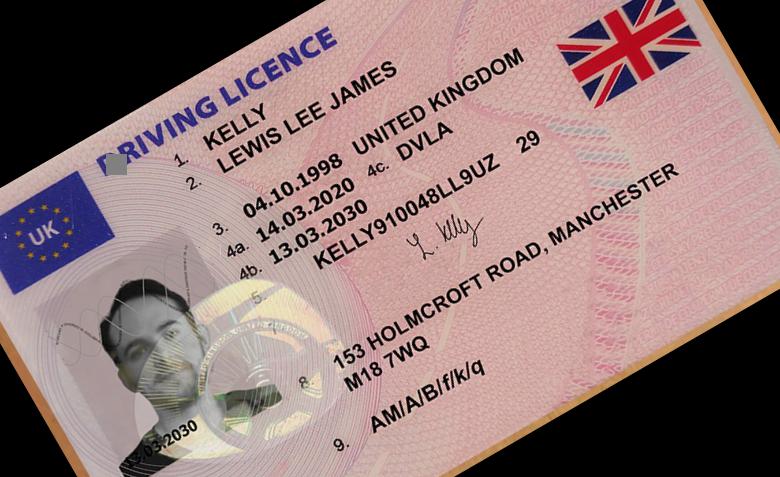 DRIVING LICENCE
UK
1. KELLY
2. LEWIS LEE JAMES
3. 04.10.1998 UNITED KINGDOM
4a. 14.03.2020 4c. DVLA
4b. 13.03.2030
5. KELLY910048LL9UZ 29
L. Kelly
8. 153 HOLMCROFT ROAD, MANCHESTER
M18 7WQ
9. AM/A/B/f/k/q
13.03.2030